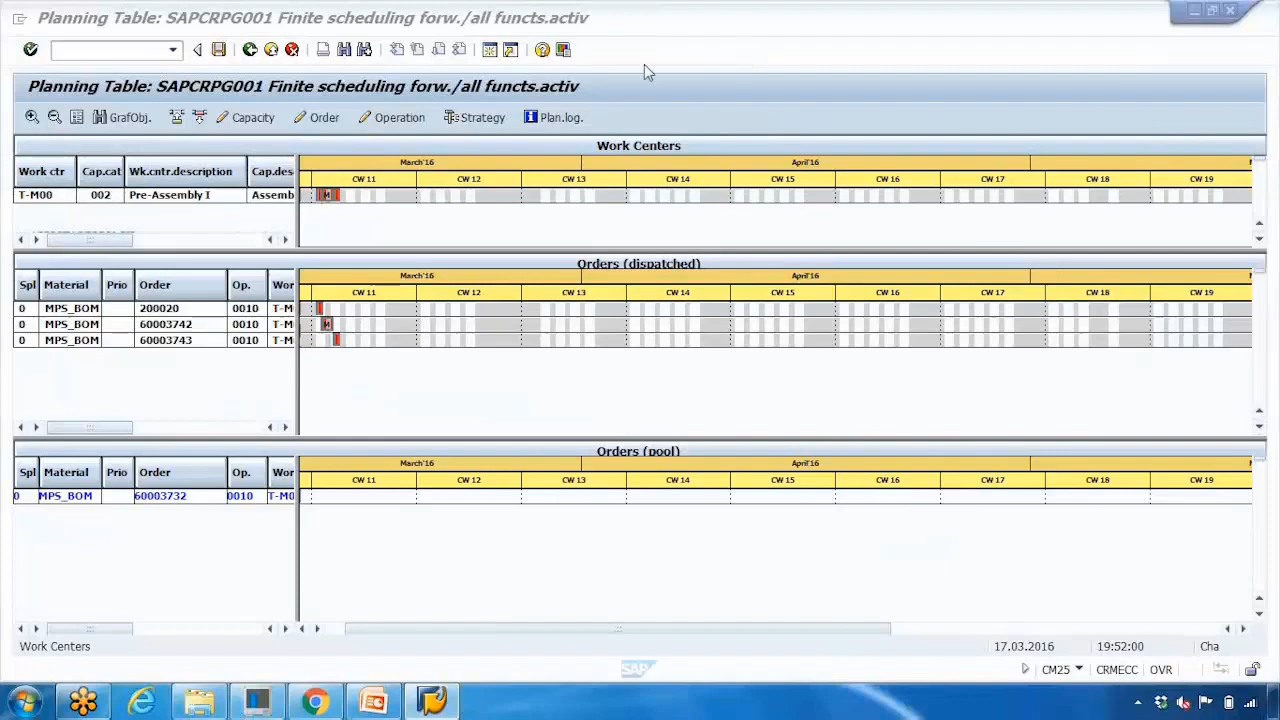 Planning Table: SAPCRPG001 Finite scheduling forw./all functs.activ
Planning Table: SAPCRPG001 Finite scheduling forw./all functs.activ
GrafObj. Capacity Order Operation Strategy Plan.log.
Work Centers
March'16 April'16
Work ctr Cap.cat Wk.cntr.description Cap.des
CW 11 CW 12 CW 13 CW 14 CW 15 CW 16 CW 17 CW 18 CW 19
T-M00 002 Pre-Assembly I Assemb M
Orders (dispatched)
March'16 April'16
Spl Material Prio Order Op. Wor
CW 11 CW 12 CW 13 CW 14 CW 15 CW 16 CW 17 CW 18 CW 19
0 MPS_BOM 200020 0010 T-M
0 MPS_BOM 60003742 0010 T-M M
0 MPS_BOM 60003743 0010 T-M
Orders (pool)
March'16 April'16
Spl Material Prio Order Op. Wor
CW 11 CW 12 CW 13 CW 14 CW 15 CW 16 CW 17 CW 18 CW 19
0 MPS_BOM 60003732 0010 T-M0
Work Centers 17.03.2016 19:52:00 Cha
SAP
CM25 CRMECC OVR